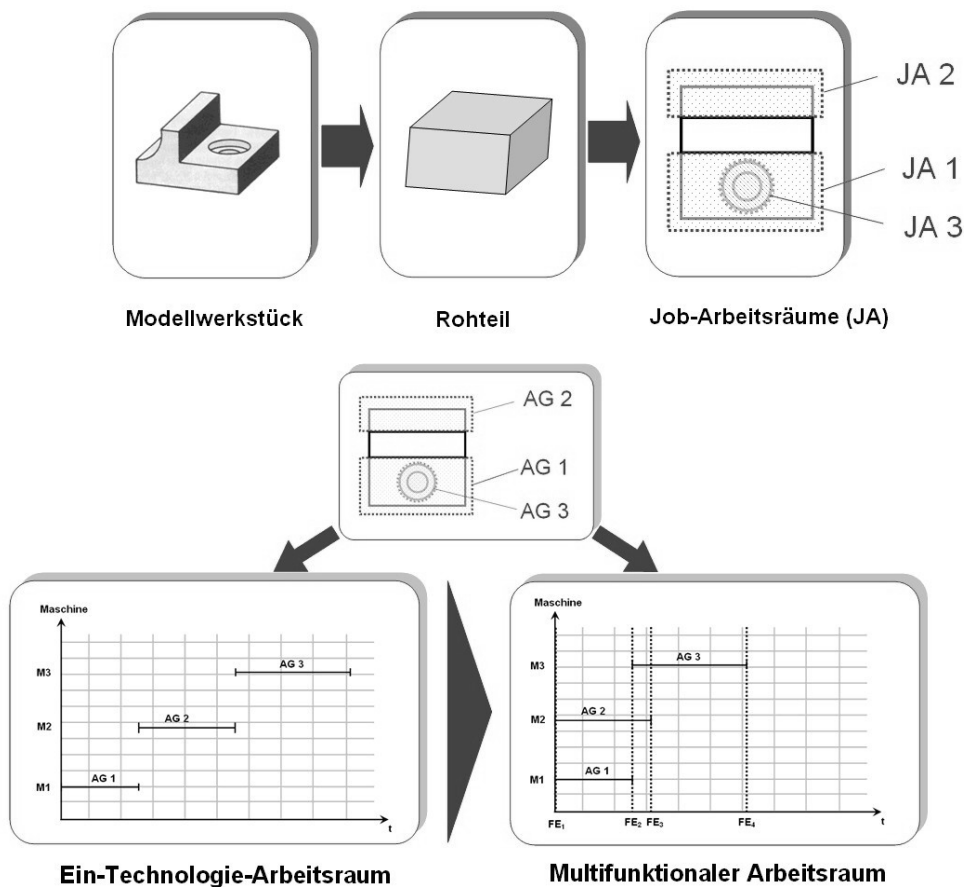 JA 2
JA 1
JA 3
Modellwerkstück
Rohteil
Job-Arbeitsräume (JA)
AG 2
AG 1
AG 3
Maschine
M3
AG 3
M2
AG 2
M1
AG 1
t
Ein-Technologie-Arbeitsraum
Maschine
M3
AG 3
M2
AG 2
M1
AG 1
t
FE₁ FE₂ FE₃ FE₄
Multifunktionaler Arbeitsraum